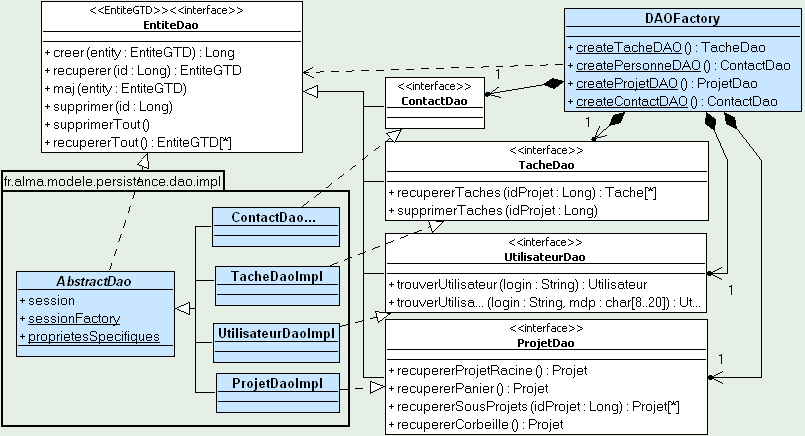 <<EntiteGTD>><<interface>>
EntiteDao
+ creer (entity : EntiteGTD) : Long
+ recuperer (id : Long) : EntiteGTD
+ maj (entity : EntiteGTD)
+ supprimer (id : Long)
+ supprimerTout ()
+ recupererTout () : EntiteGTD[*]
DAOFactory
+ createTacheDAO () : TacheDao
+ createPersonneDAO () : ContactDao
+ createProjetDAO () : ProjetDao
+ createContactDAO () : ContactDao
1
<<interface>>
ContactDao
1
<<interface>>
TacheDao
+ recupererTaches (idProjet : Long) : Tache[*]
+ supprimerTaches (idProjet : Long)
<<interface>>
UtilisateurDao
+ trouverUtilisateur (login : String) : Utilisateur
+ trouverUtilisa... (login : String, mdp : char[8..20]) : Ut...
1
<<interface>>
ProjetDao
+ recupererProjetRacine () : Projet
+ recupererPanier () : Projet
+ recupererSousProjets (idProjet : Long) : Projet[*]
+ recupererCorbeille () : Projet
1
fr.alma.modele.persistance.dao.impl
ContactDao...
TacheDaoImpl
UtilisateurDaoImpl
ProjetDaoImpl
AbstractDao
+ session
+ sessionFactory
+ proprietesSpecifiques